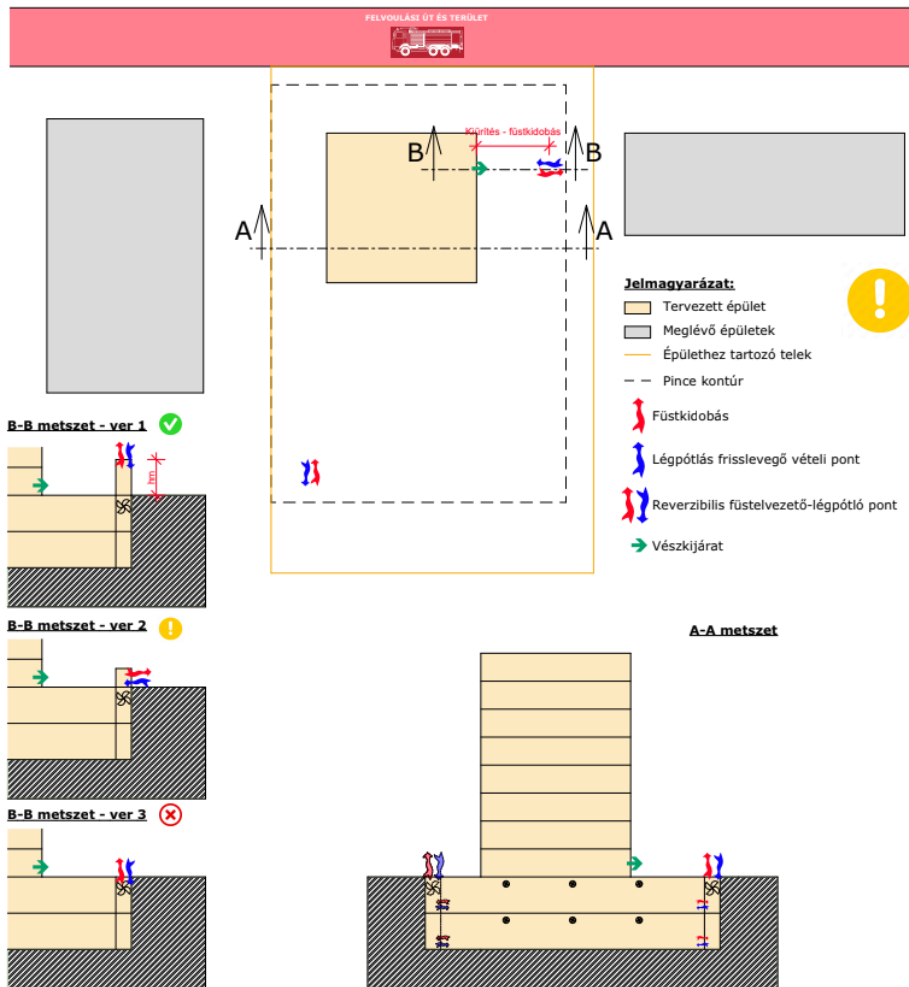 FELVOULÁSI ÚT ÉS TERÜLET
Kiürítés - füstkidobás
B
B
A
A
Jelmagyarázat:
Tervezett épület
Meglévő épületek
Épülethez tartozó telek
Pince kontúr
Füstkidobás
Légpótlás frisslevegő vételi pont
Reverzibilis füstelvezető-légpótló pont
Vészkijárat
B-B metszet - ver 1
hm
B-B metszet - ver 2
B-B metszet - ver 3
A-A metszet